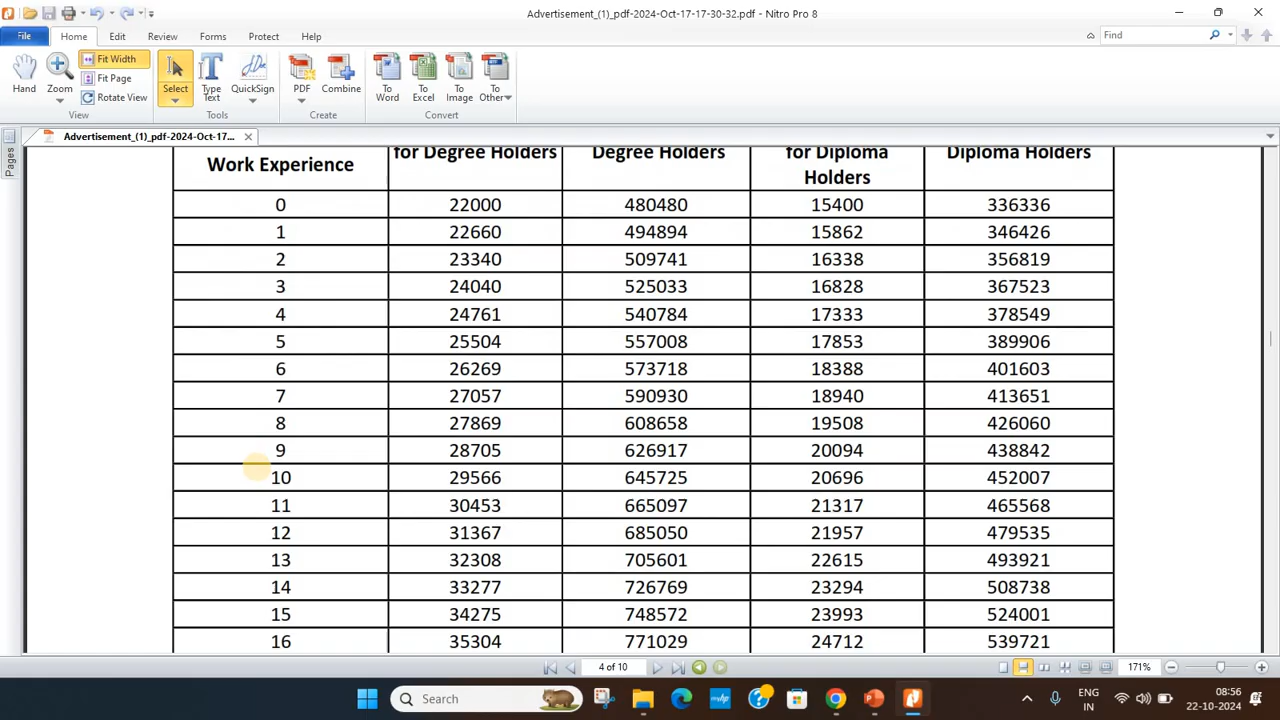 Advertisement_(1)_pdf-2024-Oct-17-17-30-32.pdf - Nitro Pro 8
File Home Edit Review Forms Protect Help Find
Fit Width
Fit Page
Rotate View
Hand Zoom Select Type Text QuickSign PDF Combine To Word To Excel To Image To Other
View Tools Create Convert
Advertisement_(1)_pdf-2024-Oct-17...
Pages
Work Experience for Degree Holders Degree Holders for Diploma Holders Diploma Holders
0 22000 480480 15400 336336
1 22660 494894 15862 346426
2 23340 509741 16338 356819
3 24040 525033 16828 367523
4 24761 540784 17333 378549
5 25504 557008 17853 389906
6 26269 573718 18388 401603
7 27057 590930 18940 413651
8 27869 608658 19508 426060
9 28705 626917 20094 438842
10 29566 645725 20696 452007
11 30453 665097 21317 465568
12 31367 685050 21957 479535
13 32308 705601 22615 493921
14 33277 726769 23294 508738
15 34275 748572 23993 524001
16 35304 771029 24712 539721
4 of 10 171%
Search ENG IN 08:56 22-10-2024